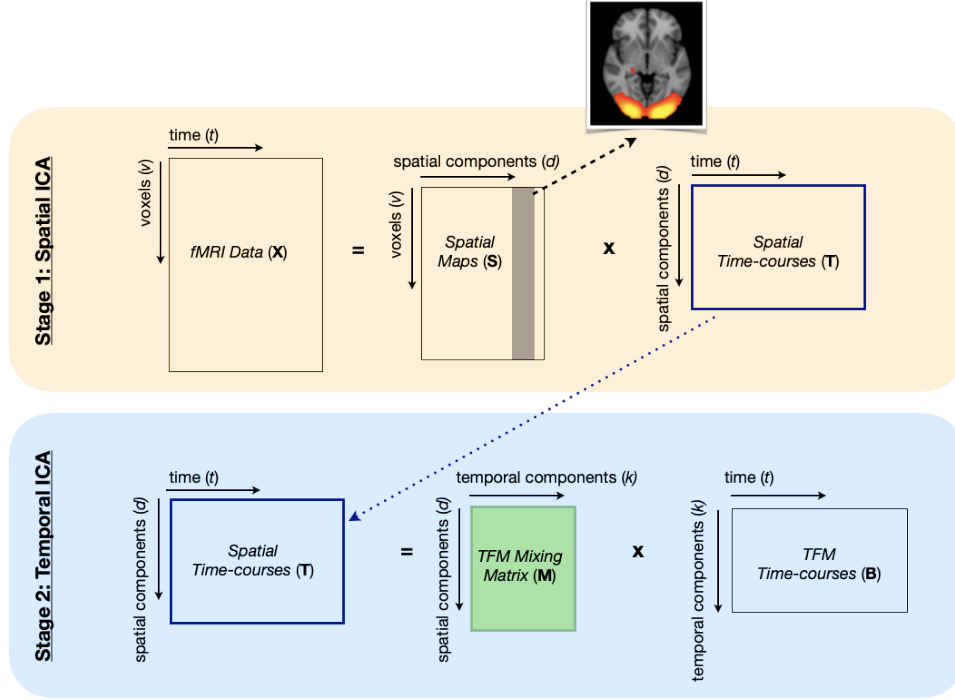 Stage 1: Spatial ICA
time (t)
voxels (v)
fMRI Data (X)
=
spatial components (d)
voxels (v)
Spatial
Maps (S)
x
time (t)
spatial components (d)
Spatial
Time-courses (T)
Stage 2: Temporal ICA
time (t)
spatial components (d)
Spatial
Time-courses (T)
=
temporal components (k)
spatial components (d)
TFM Mixing
Matrix (M)
x
time (t)
temporal components (k)
TFM
Time-courses (B)